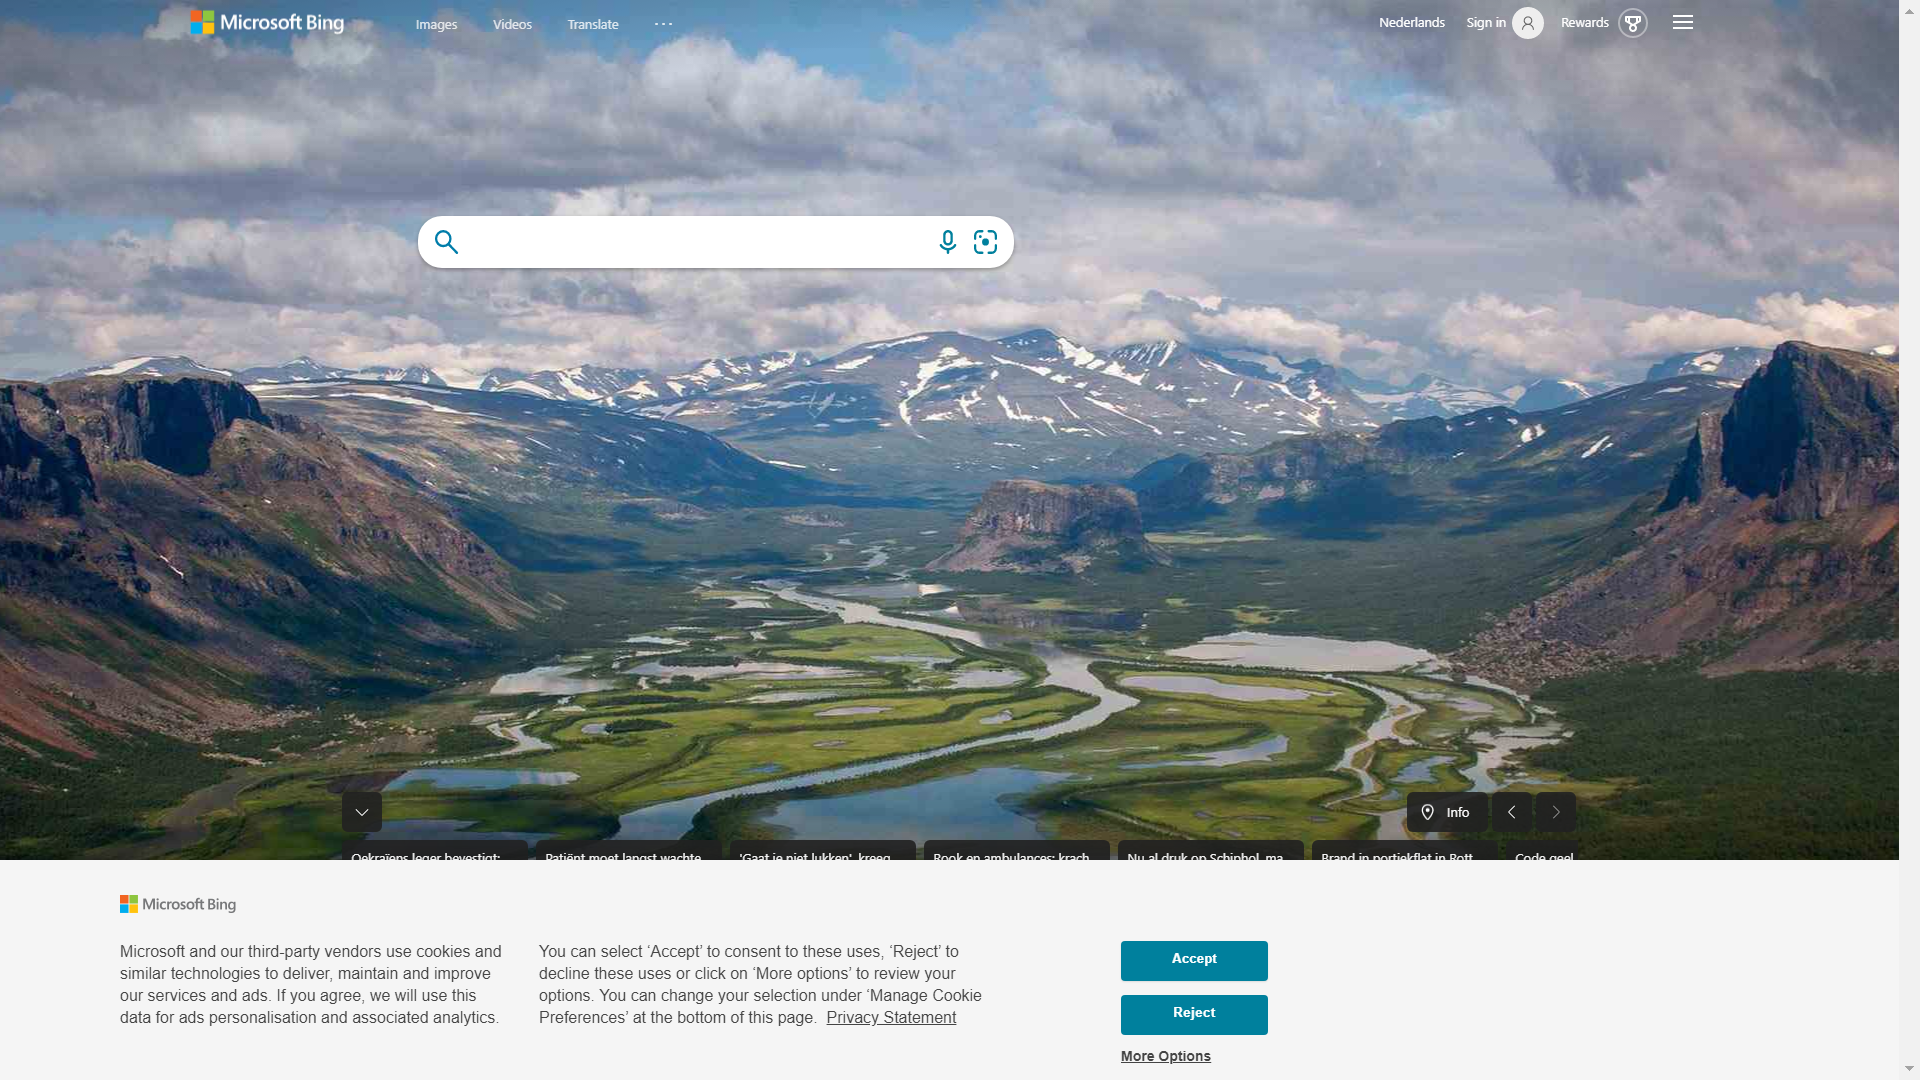 Microsoft Bing
Images
Videos
Translate
Nederlands
Sign in
Rewards
Info
Oekraïens leger bevestigt:
Patiënt moet langst wachte
'Gaat je niet lukken', kreeg
Rook en ambulances: krach
Nu al druk op Schiphol, ma
Brand in portiekflat in Rott
Code geel
Microsoft Bing
Microsoft and our third-party vendors use cookies and
similar technologies to deliver, maintain and improve
our services and ads. If you agree, we will use this
data for ads personalisation and associated analytics.
You can select ‘Accept’ to consent to these uses, ‘Reject’ to
decline these uses or click on ‘More options’ to review your
options. You can change your selection under ‘Manage Cookie
Preferences’ at the bottom of this page. Privacy Statement
Accept
Reject
More Options